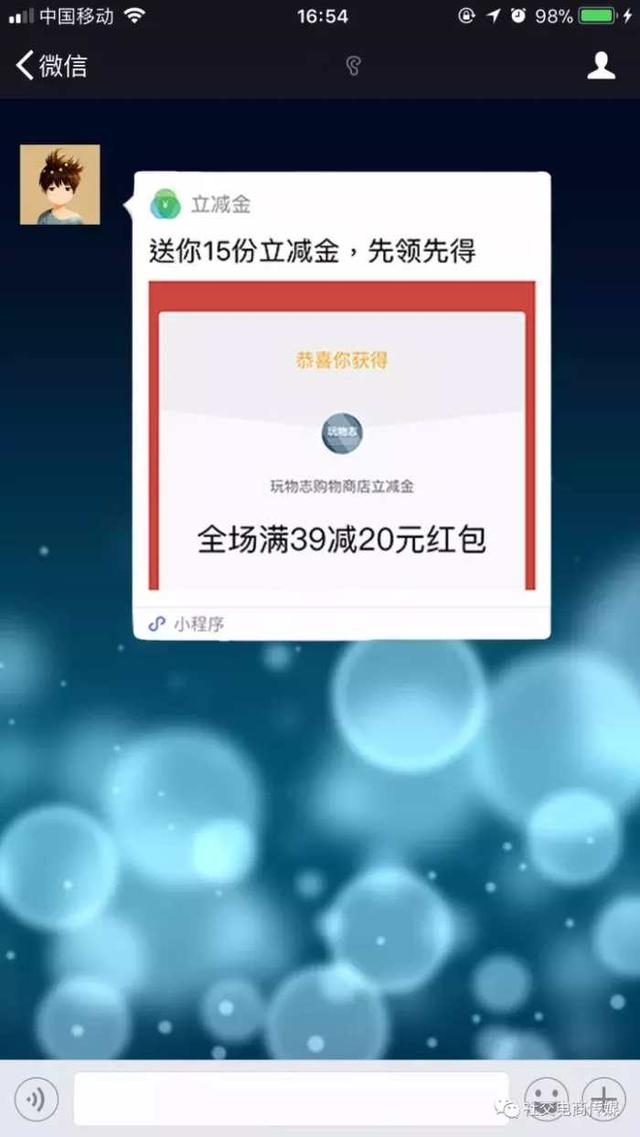 中国移动
16:54
98%
微信
立减金
送你15份立减金，先领先得
恭喜你获得
玩物志
玩物志购物商店立减金
全场满39减20元红包
小程序
社交电商传媒